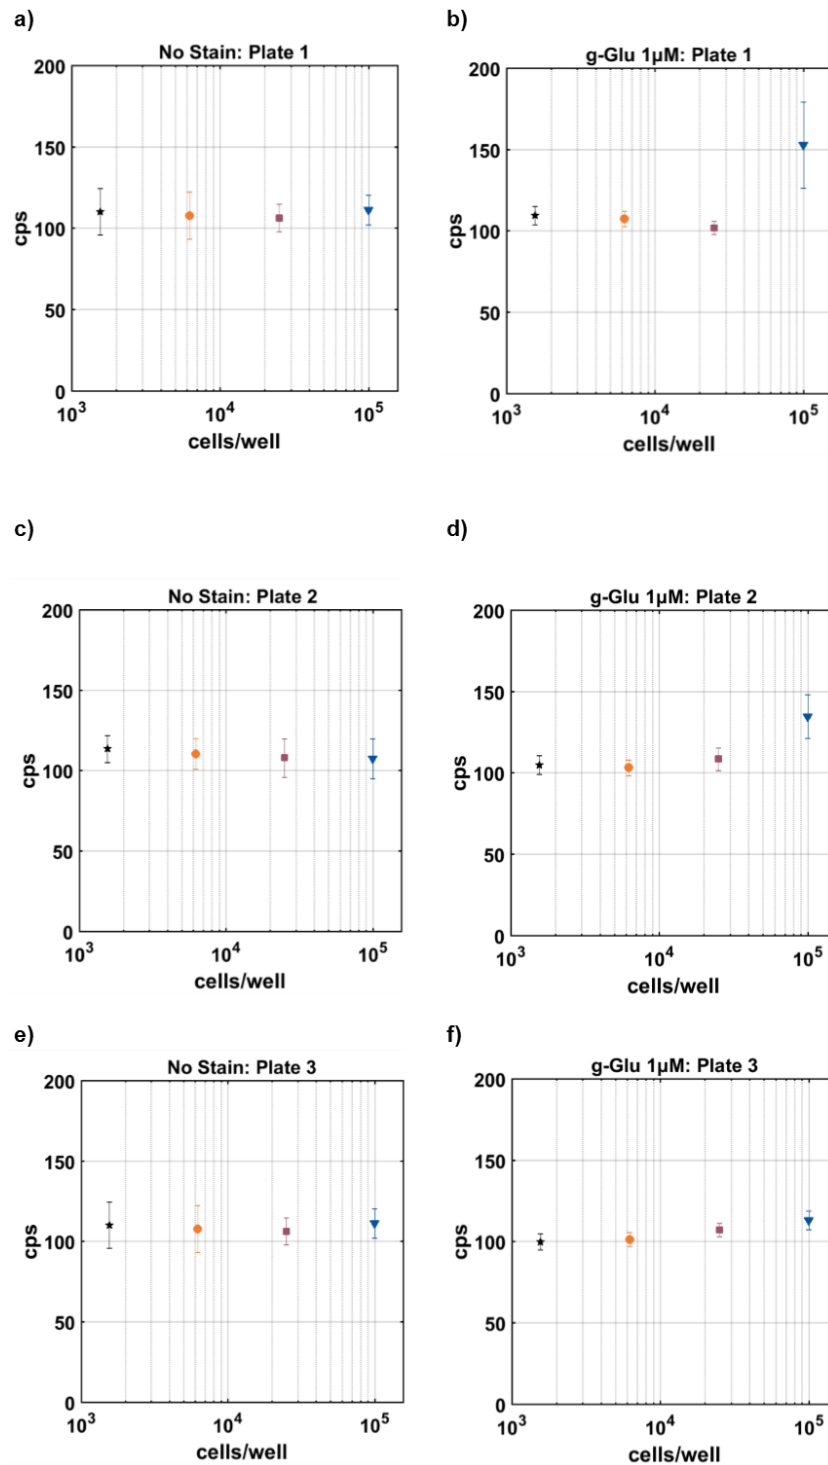 a)
No Stain: Plate 1
200
150
100
50
0
cps
10³
10⁴
10⁵
cells/well
b)
g-Glu 1µM: Plate 1
200
150
100
50
0
cps
10³
10⁴
10⁵
cells/well
c)
No Stain: Plate 2
200
150
100
50
0
cps
10³
10⁴
10⁵
cells/well
d)
g-Glu 1µM: Plate 2
200
150
100
50
0
cps
10³
10⁴
10⁵
cells/well
e)
No Stain: Plate 3
200
150
100
50
0
cps
10³
10⁴
10⁵
cells/well
f)
g-Glu 1µM: Plate 3
200
150
100
50
0
cps
10³
10⁴
10⁵
cells/well